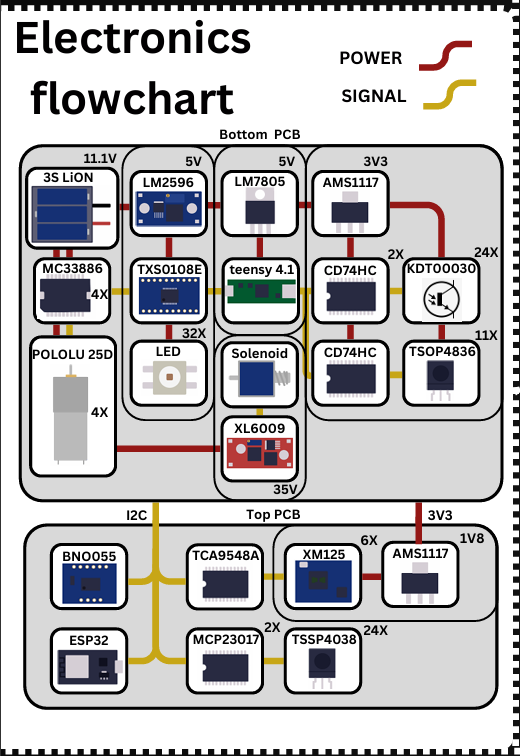 Electronics
flowchart
POWER
SIGNAL
Bottom PCB
11.1V
5V
5V
3V3
3S LiON
LM2596
LM7805
AMS1117
2X
24X
MC33886
4X
TXS0108E
teensy 4.1
CD74HC
KDT00030
32X
11X
POLOLU 25D
4X
LED
Solenoid
CD74HC
TSOP4836
XL6009
35V
I2C
Top PCB
3V3
6X
1V8
BNO055
TCA9548A
XM125
AMS1117
2X
24X
ESP32
MCP23017
TSSP4038